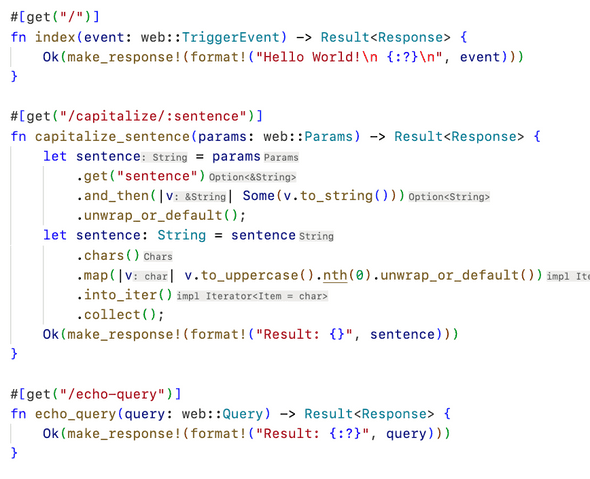 #[get("/")]
fn index(event: web::TriggerEvent) -> Result<Response> {
    Ok(make_response!(format!("Hello World!\n {:?}\n", event)))
}

#[get("/capitalize/:sentence")]
fn capitalize_sentence(params: web::Params) -> Result<Response> {
    let sentence: String = params Params
        .get("sentence") Option<&String>
        .and_then(|v: &String| Some(v.to_string())) Option<String>
        .unwrap_or_default();
    let sentence: String = sentence String
        .chars() Chars
        .map(|v: char| v.to_uppercase().nth(0).unwrap_or_default()) impl Ite
        .into_iter() impl Iterator<Item = char>
        .collect();
    Ok(make_response!(format!("Result: {}", sentence)))
}

#[get("/echo-query")]
fn echo_query(query: web::Query) -> Result<Response> {
    Ok(make_response!(format!("Result: {:?}", query)))
}